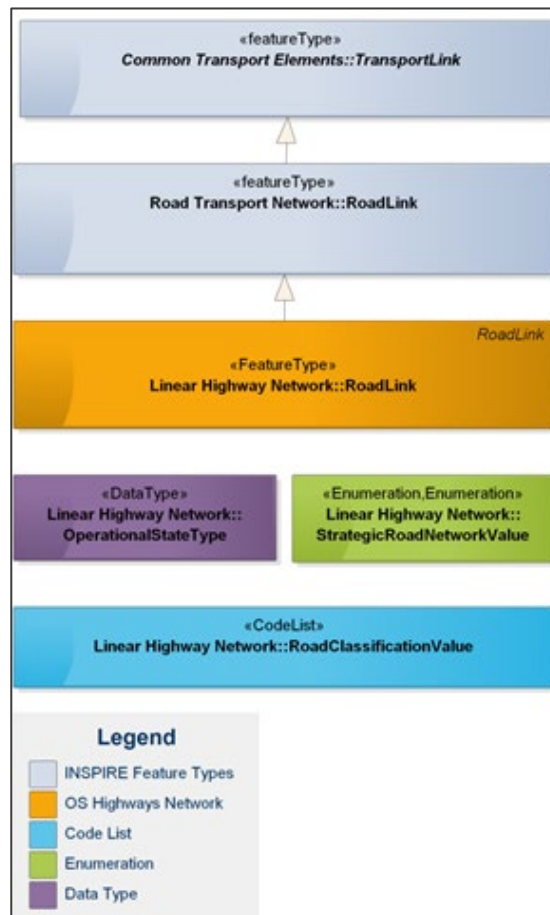 «featureType»
Common Transport Elements::TransportLink
«featureType»
Road Transport Network::RoadLink
RoadLink
«FeatureType»
Linear Highway Network::RoadLink
«DataType»
Linear Highway Network::
OperationalStateType
«Enumeration,Enumeration»
Linear Highway Network::
StrategicRoadNetworkValue
«CodeList»
Linear Highway Network::RoadClassificationValue
Legend
INSPIRE Feature Types
OS Highways Network
Code List
Enumeration
Data Type